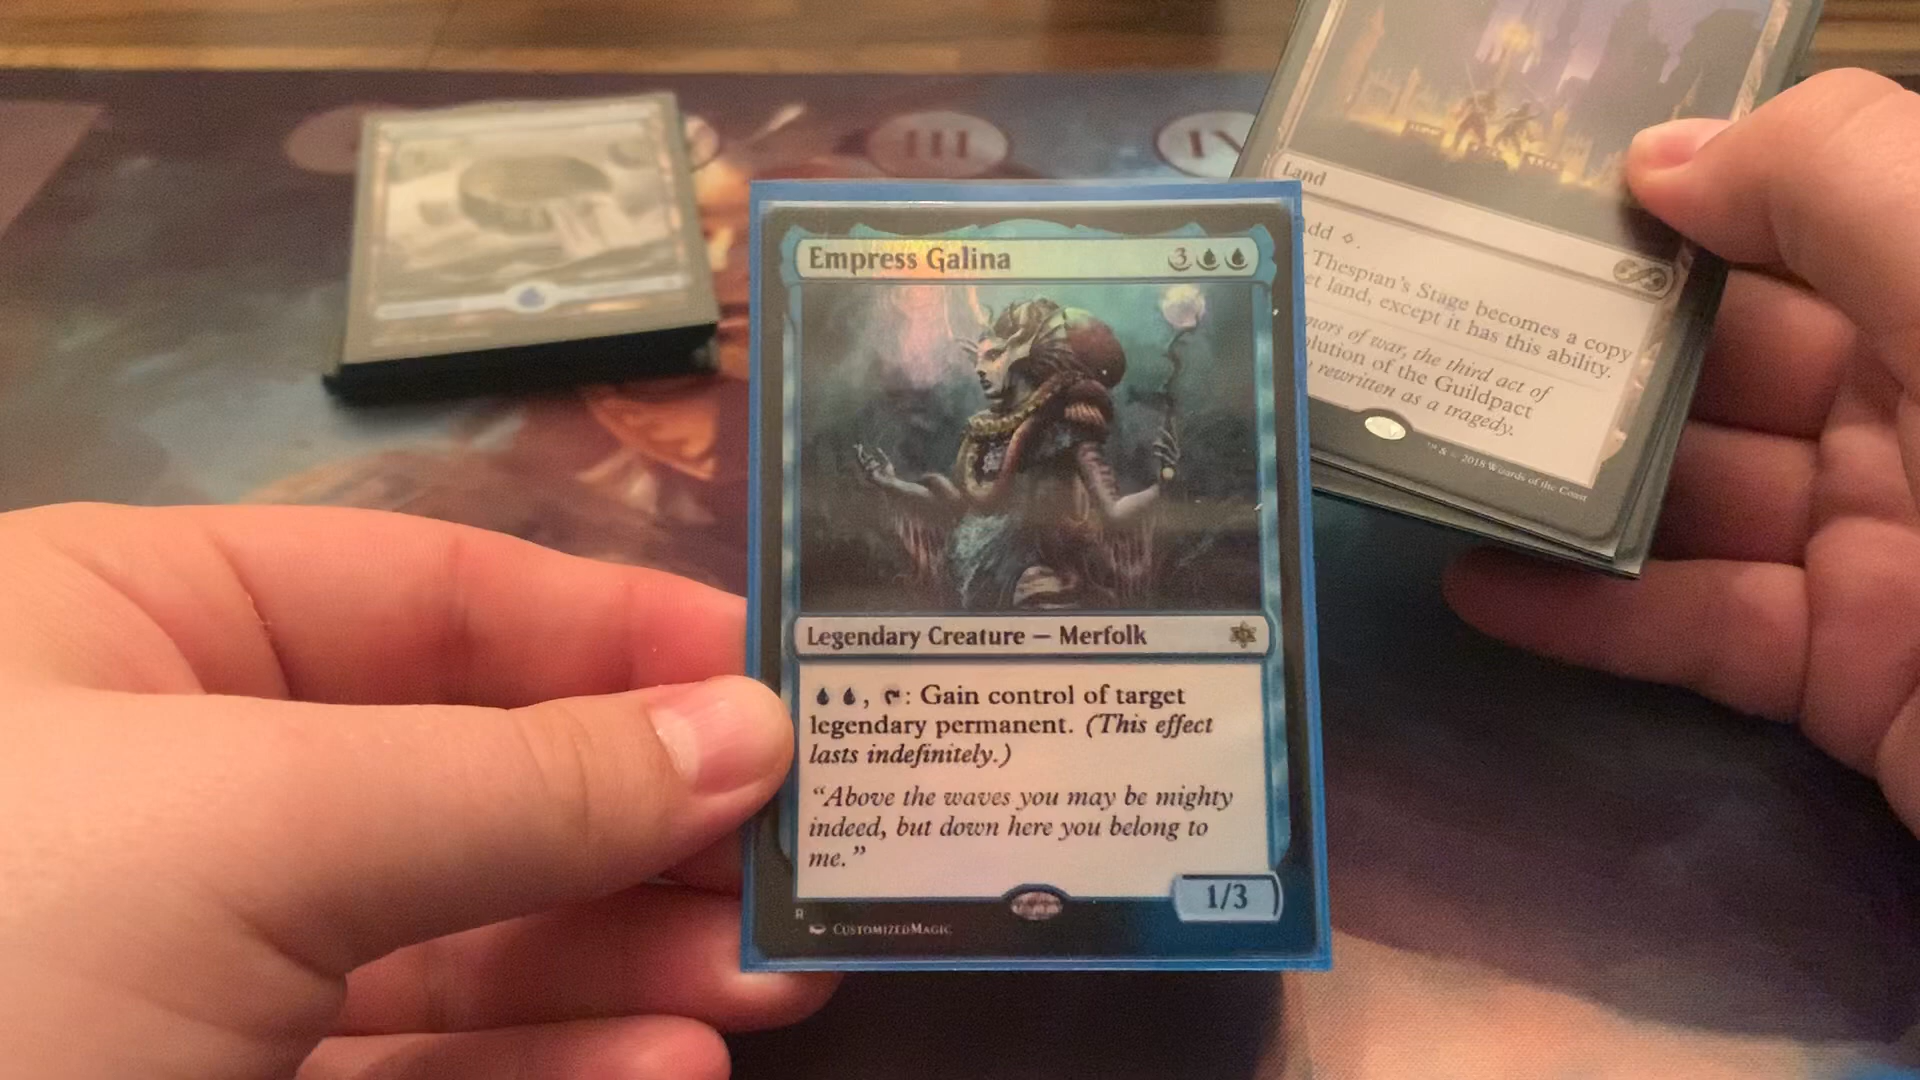 III
IV
Empress Galina
3
Legendary Creature — Merfolk
, : Gain control of target
legendary permanent. (This effect
lasts indefinitely.)
“Above the waves you may be mighty
indeed, but down here you belong to
me.”
1/3
R
CUSTOMIZEDMAGIC
Land
Add
Thespian's Stage becomes a copy
land, except it has this ability.
of war, the third act of
of the Guildpact
rewritten as a tragedy.
™ & © 2018 Wizards of the Coast